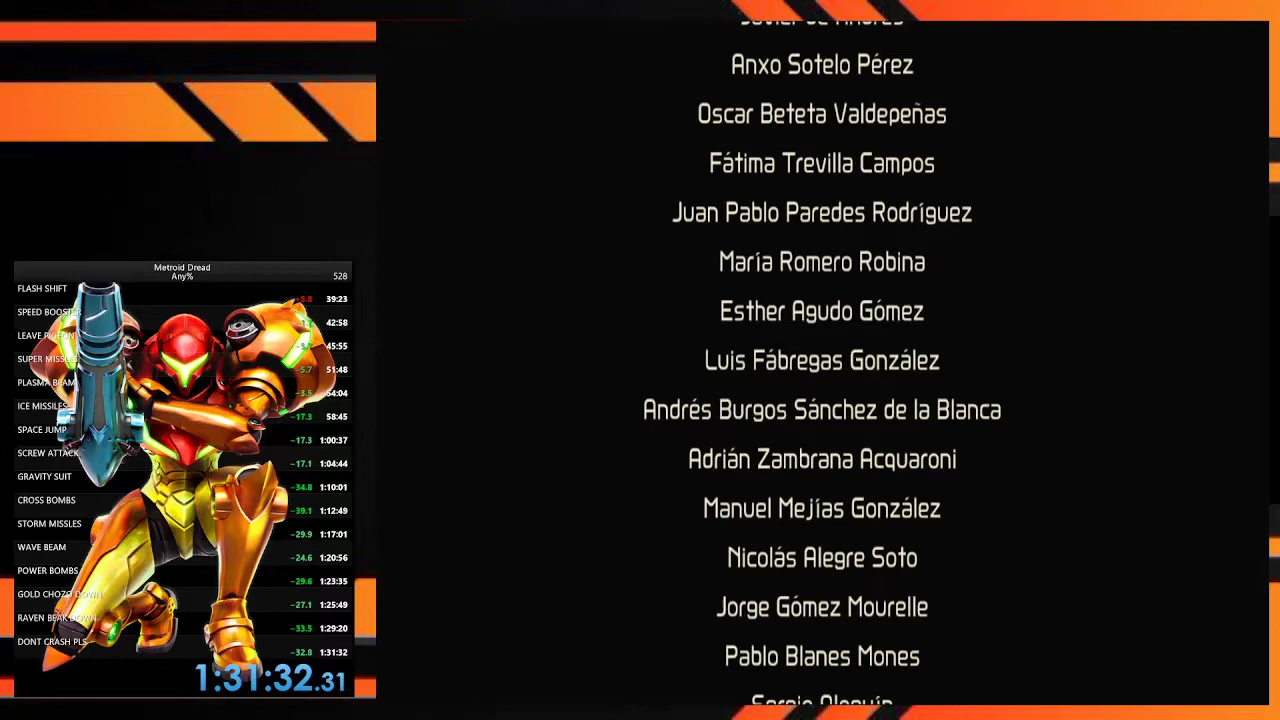 Metroid Dread
Any%
528
FLASH SHIFT
+5.8 39:23
SPEED BOOSTER
42:58
LEAVE
45:55
SUPER MISSLES
-5.7 51:48
PLASMA BEAM
-3.5 54:04
ICE MISSILES
-17.3 58:45
SPACE JUMP
-17.3 1:00:37
SCREW ATTACK
-17.1 1:04:44
GRAVITY SUIT
-34.8 1:10:01
CROSS BOMBS
-39.1 1:12:49
STORM MISSLES
-29.9 1:17:01
WAVE BEAM
-24.6 1:20:56
POWER BOMBS
-29.6 1:23:35
GOLD CHOZO DOWN
-27.1 1:25:49
RAVEN BEAK DOWN
-33.5 1:29:20
DONT CRASH PLS
-32.8 1:31:32
1:31:32.31
Anxo Sotelo Pérez
Oscar Beteta Valdepeñas
Fátima Trevilla Campos
Juan Pablo Paredes Rodríguez
María Romero Robina
Esther Agudo Gómez
Luis Fábregas González
Andrés Burgos Sánchez de la Blanca
Adrián Zambrana Acquaroni
Manuel Mejías González
Nicolás Alegre Soto
Jorge Gómez Mourelle
Pablo Blanes Mones